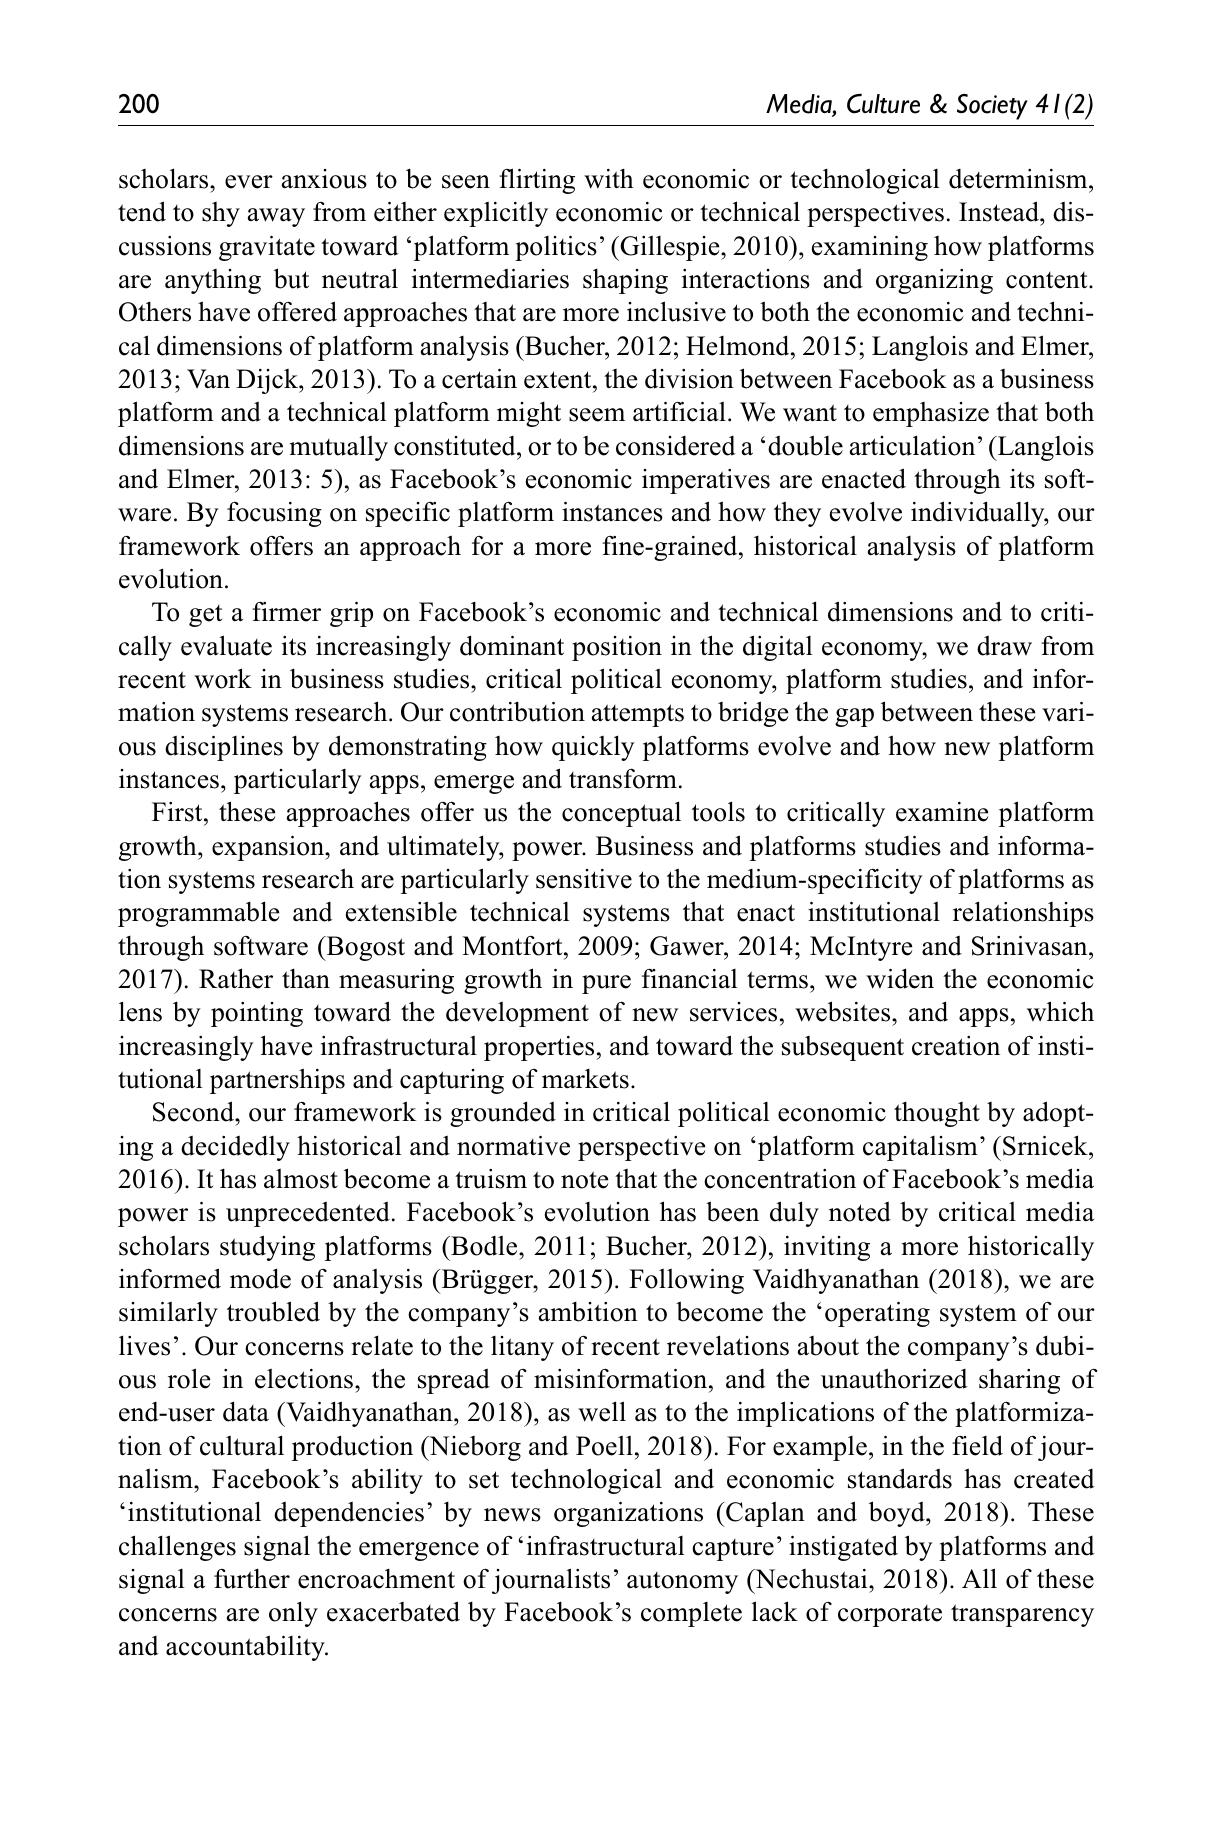 200
Media, Culture & Society 41(2)
scholars, ever anxious to be seen flirting with economic or technological determinism,
tend to shy away from either explicitly economic or technical perspectives. Instead, dis-
cussions gravitate toward ‘platform politics’ (Gillespie, 2010), examining how platforms
are anything but neutral intermediaries shaping interactions and organizing content.
Others have offered approaches that are more inclusive to both the economic and techni-
cal dimensions of platform analysis (Bucher, 2012; Helmond, 2015; Langlois and Elmer,
2013; Van Dijck, 2013). To a certain extent, the division between Facebook as a business
platform and a technical platform might seem artificial. We want to emphasize that both
dimensions are mutually constituted, or to be considered a ‘double articulation’ (Langlois
and Elmer, 2013: 5), as Facebook’s economic imperatives are enacted through its soft-
ware. By focusing on specific platform instances and how they evolve individually, our
framework offers an approach for a more fine-grained, historical analysis of platform
evolution.
To get a firmer grip on Facebook’s economic and technical dimensions and to criti-
cally evaluate its increasingly dominant position in the digital economy, we draw from
recent work in business studies, critical political economy, platform studies, and infor-
mation systems research. Our contribution attempts to bridge the gap between these vari-
ous disciplines by demonstrating how quickly platforms evolve and how new platform
instances, particularly apps, emerge and transform.
First, these approaches offer us the conceptual tools to critically examine platform
growth, expansion, and ultimately, power. Business and platforms studies and informa-
tion systems research are particularly sensitive to the medium-specificity of platforms as
programmable and extensible technical systems that enact institutional relationships
through software (Bogost and Montfort, 2009; Gawer, 2014; McIntyre and Srinivasan,
2017). Rather than measuring growth in pure financial terms, we widen the economic
lens by pointing toward the development of new services, websites, and apps, which
increasingly have infrastructural properties, and toward the subsequent creation of insti-
tutional partnerships and capturing of markets.
Second, our framework is grounded in critical political economic thought by adopt-
ing a decidedly historical and normative perspective on ‘platform capitalism’ (Srnicek,
2016). It has almost become a truism to note that the concentration of Facebook’s media
power is unprecedented. Facebook’s evolution has been duly noted by critical media
scholars studying platforms (Bodle, 2011; Bucher, 2012), inviting a more historically
informed mode of analysis (Brügger, 2015). Following Vaidhyanathan (2018), we are
similarly troubled by the company’s ambition to become the ‘operating system of our
lives’. Our concerns relate to the litany of recent revelations about the company’s dubi-
ous role in elections, the spread of misinformation, and the unauthorized sharing of
end-user data (Vaidhyanathan, 2018), as well as to the implications of the platformiza-
tion of cultural production (Nieborg and Poell, 2018). For example, in the field of jour-
nalism, Facebook’s ability to set technological and economic standards has created
‘institutional dependencies’ by news organizations (Caplan and boyd, 2018). These
challenges signal the emergence of ‘infrastructural capture’ instigated by platforms and
signal a further encroachment of journalists’ autonomy (Nechustai, 2018). All of these
concerns are only exacerbated by Facebook’s complete lack of corporate transparency
and accountability.